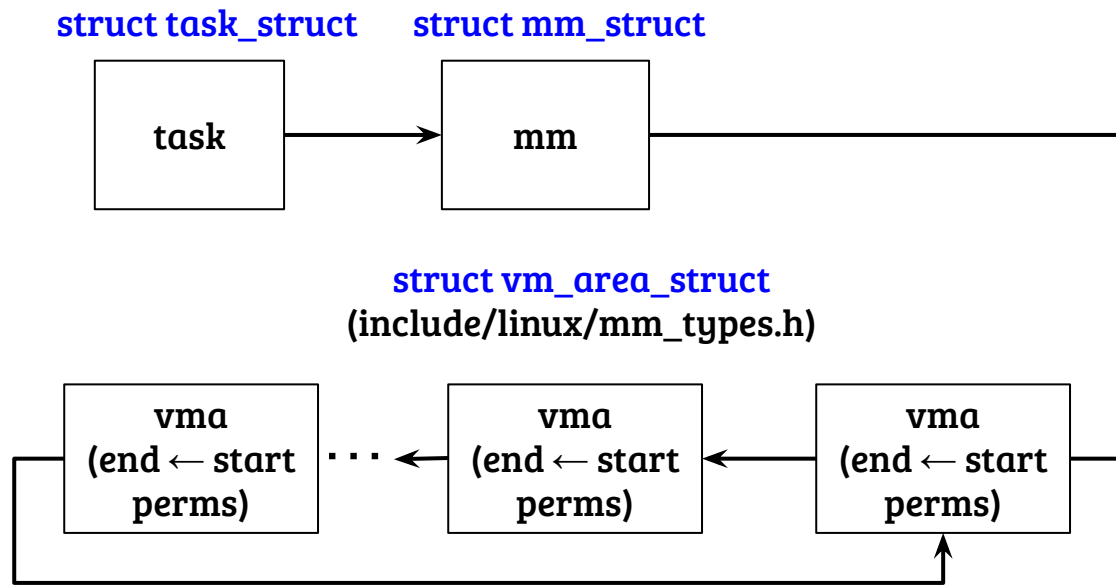 struct task_struct
struct mm_struct
task
mm
struct vm_area_struct
(include/linux/mm_types.h)
vma
(end ← start
perms)
...
vma
(end ← start
perms)
vma
(end ← start
perms)